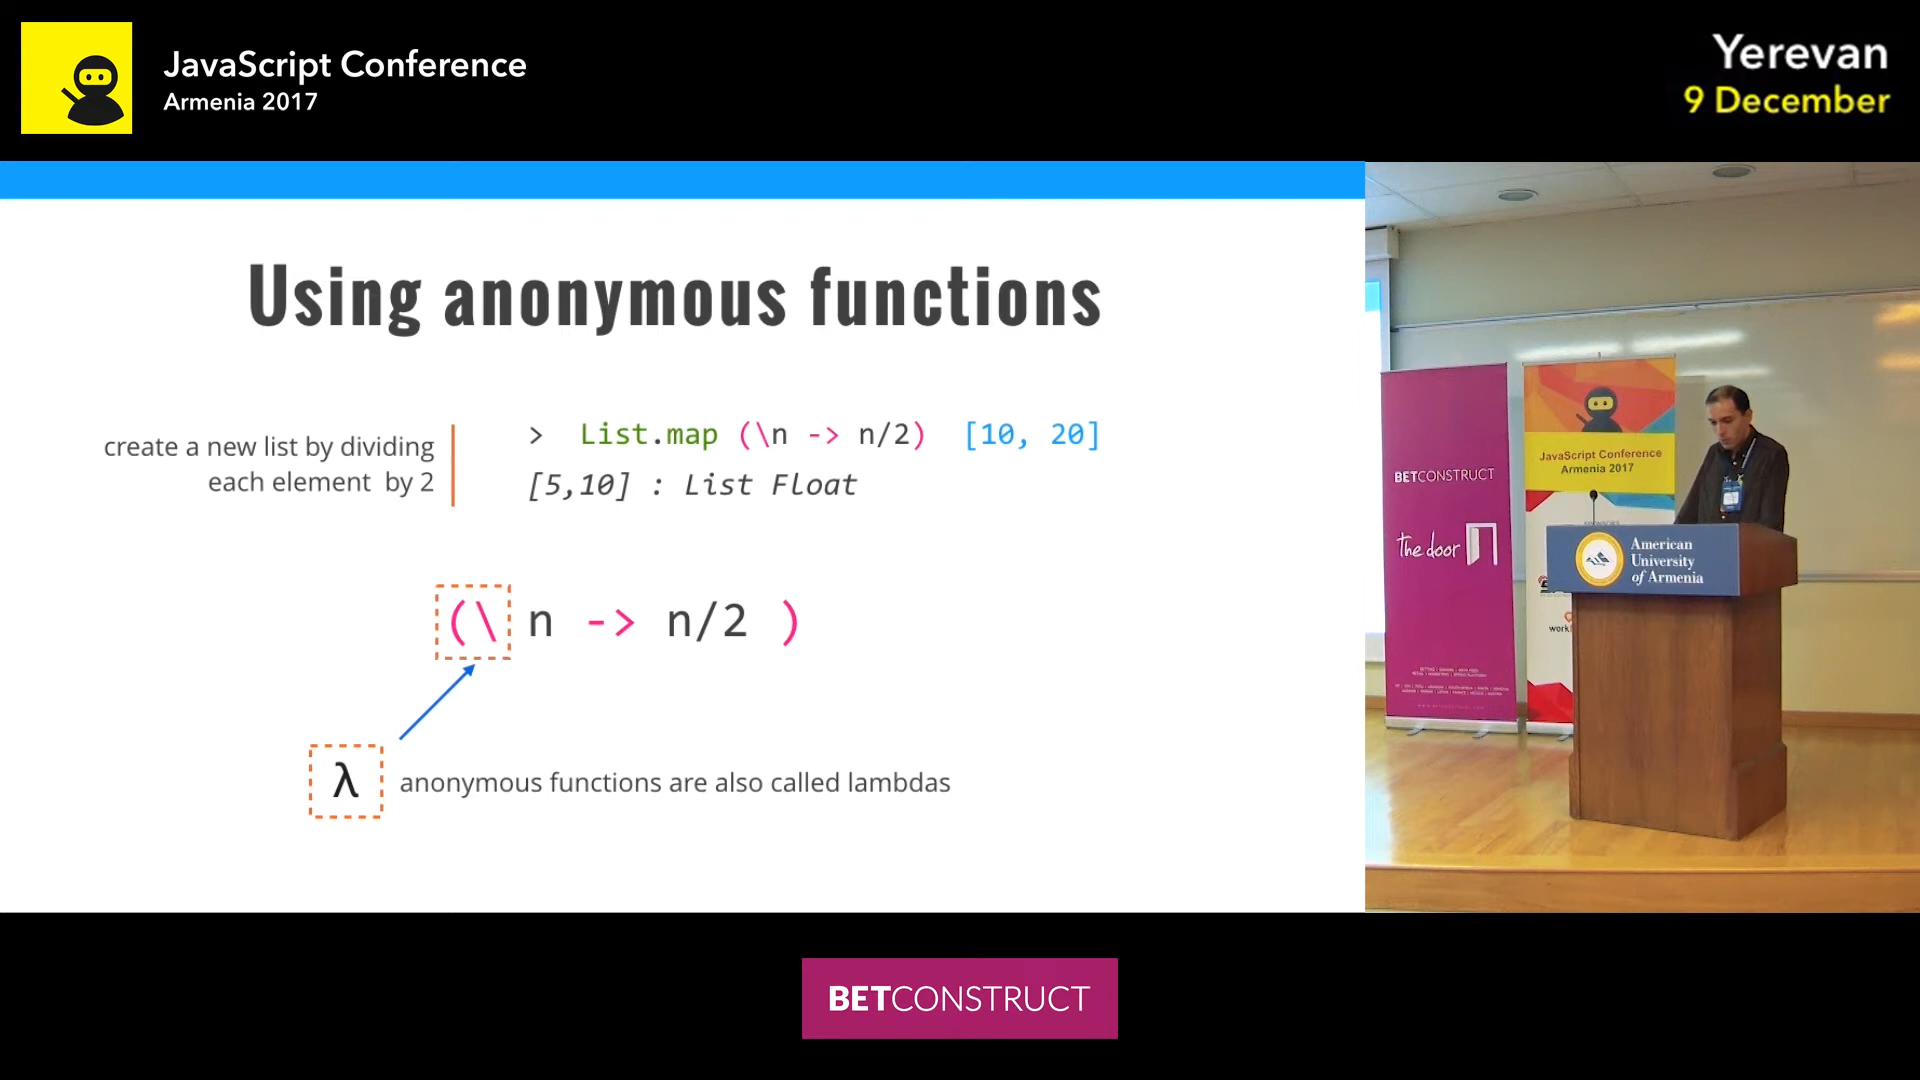 JavaScript Conference
Armenia 2017
Yerevan
9 December
Using anonymous functions
create a new list by dividing
each element by 2
> List.map (\n -> n/2) [10, 20]
[5,10] : List Float
(\ n -> n/2 )
λ
anonymous functions are also called lambdas
BETCONSTRUCT
the door
JavaScript Conference
Armenia 2017
American
University
of Armenia
BETCONSTRUCT